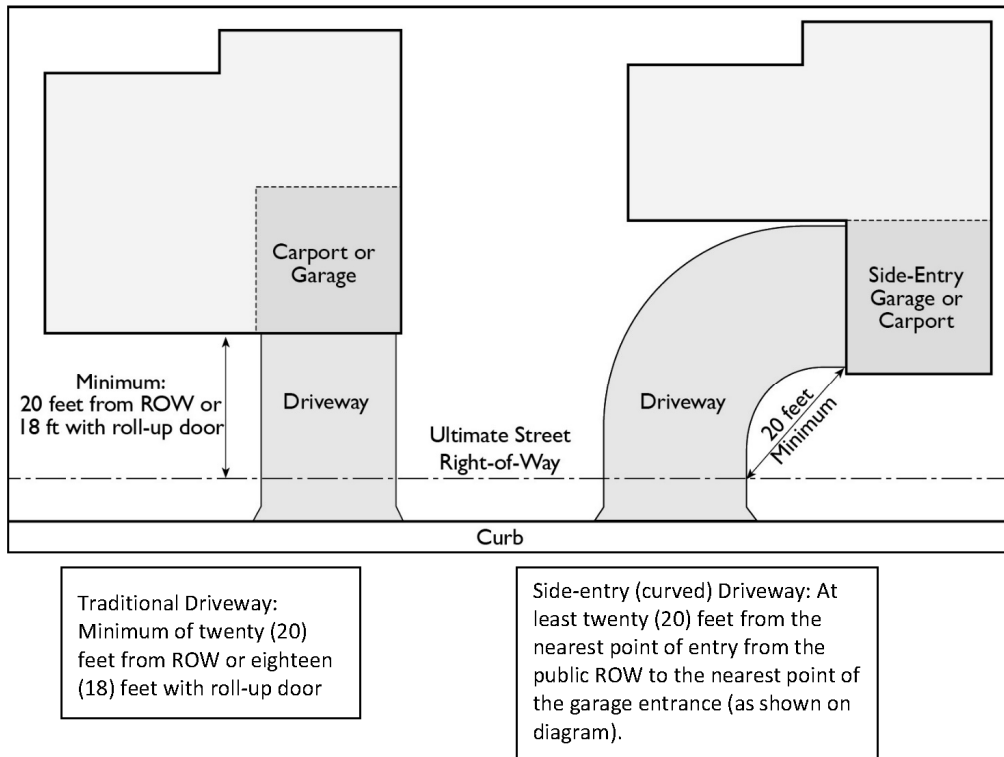 Carport or
Garage
Minimum:
20 feet from ROW or
18 ft with roll-up door
Driveway
Ultimate Street
Right-of-Way
Side-Entry
Garage or
Carport
Driveway
20 feet
Minimum
Curb
Traditional Driveway:
Minimum of twenty (20)
feet from ROW or eighteen
(18) feet with roll-up door
Side-entry (curved) Driveway: At
least twenty (20) feet from the
nearest point of entry from the
public ROW to the nearest point of
the garage entrance (as shown on
diagram).